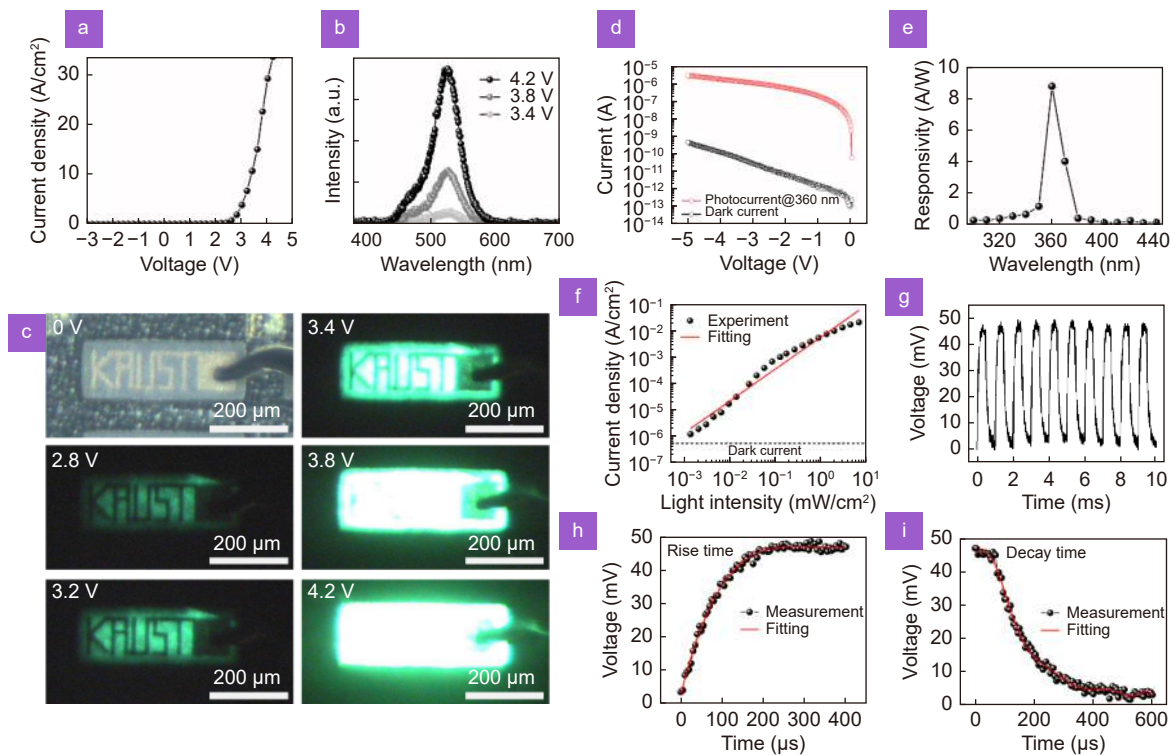 a
Current density (A/cm²)
30
20
10
0
−3 −2 −1 0 1 2 3 4 5
Voltage (V)
b
Intensity (a.u.)
4.2 V
3.8 V
3.4 V
400 500 600 700
Wavelength (nm)
d
Current (A)
10⁻⁵
10⁻⁶
10⁻⁷
10⁻⁸
10⁻⁹
10⁻¹⁰
10⁻¹¹
10⁻¹²
10⁻¹³
10⁻¹⁴
Photocurrent@360 nm
Dark current
−5 −4 −3 −2 −1 0
Voltage (V)
e
Responsivity (A/W)
10
8
6
4
2
0
320 360 400 440
Wavelength (nm)
c
0 V
KAUST
200 µm
3.4 V
KAUST
200 µm
2.8 V
KAUST
200 µm
3.8 V
200 µm
3.2 V
KAUST
200 µm
4.2 V
200 µm
f
Current density (A/cm²)
10⁻¹
10⁻²
10⁻³
10⁻⁴
10⁻⁵
10⁻⁶
10⁻⁷
Experiment
Fitting
Dark current
10⁻³ 10⁻² 10⁻¹ 10⁰ 10¹
Light intensity (mW/cm²)
g
Voltage (mV)
50
40
30
20
10
0
0 2 4 6 8 10
Time (ms)
h
Voltage (mV)
50
40
30
20
10
0
Rise time
Measurement
Fitting
0 100 200 300 400
Time (µs)
i
Voltage (mV)
50
40
30
20
10
0
Decay time
Measurement
Fitting
0 200 400 600
Time (µs)